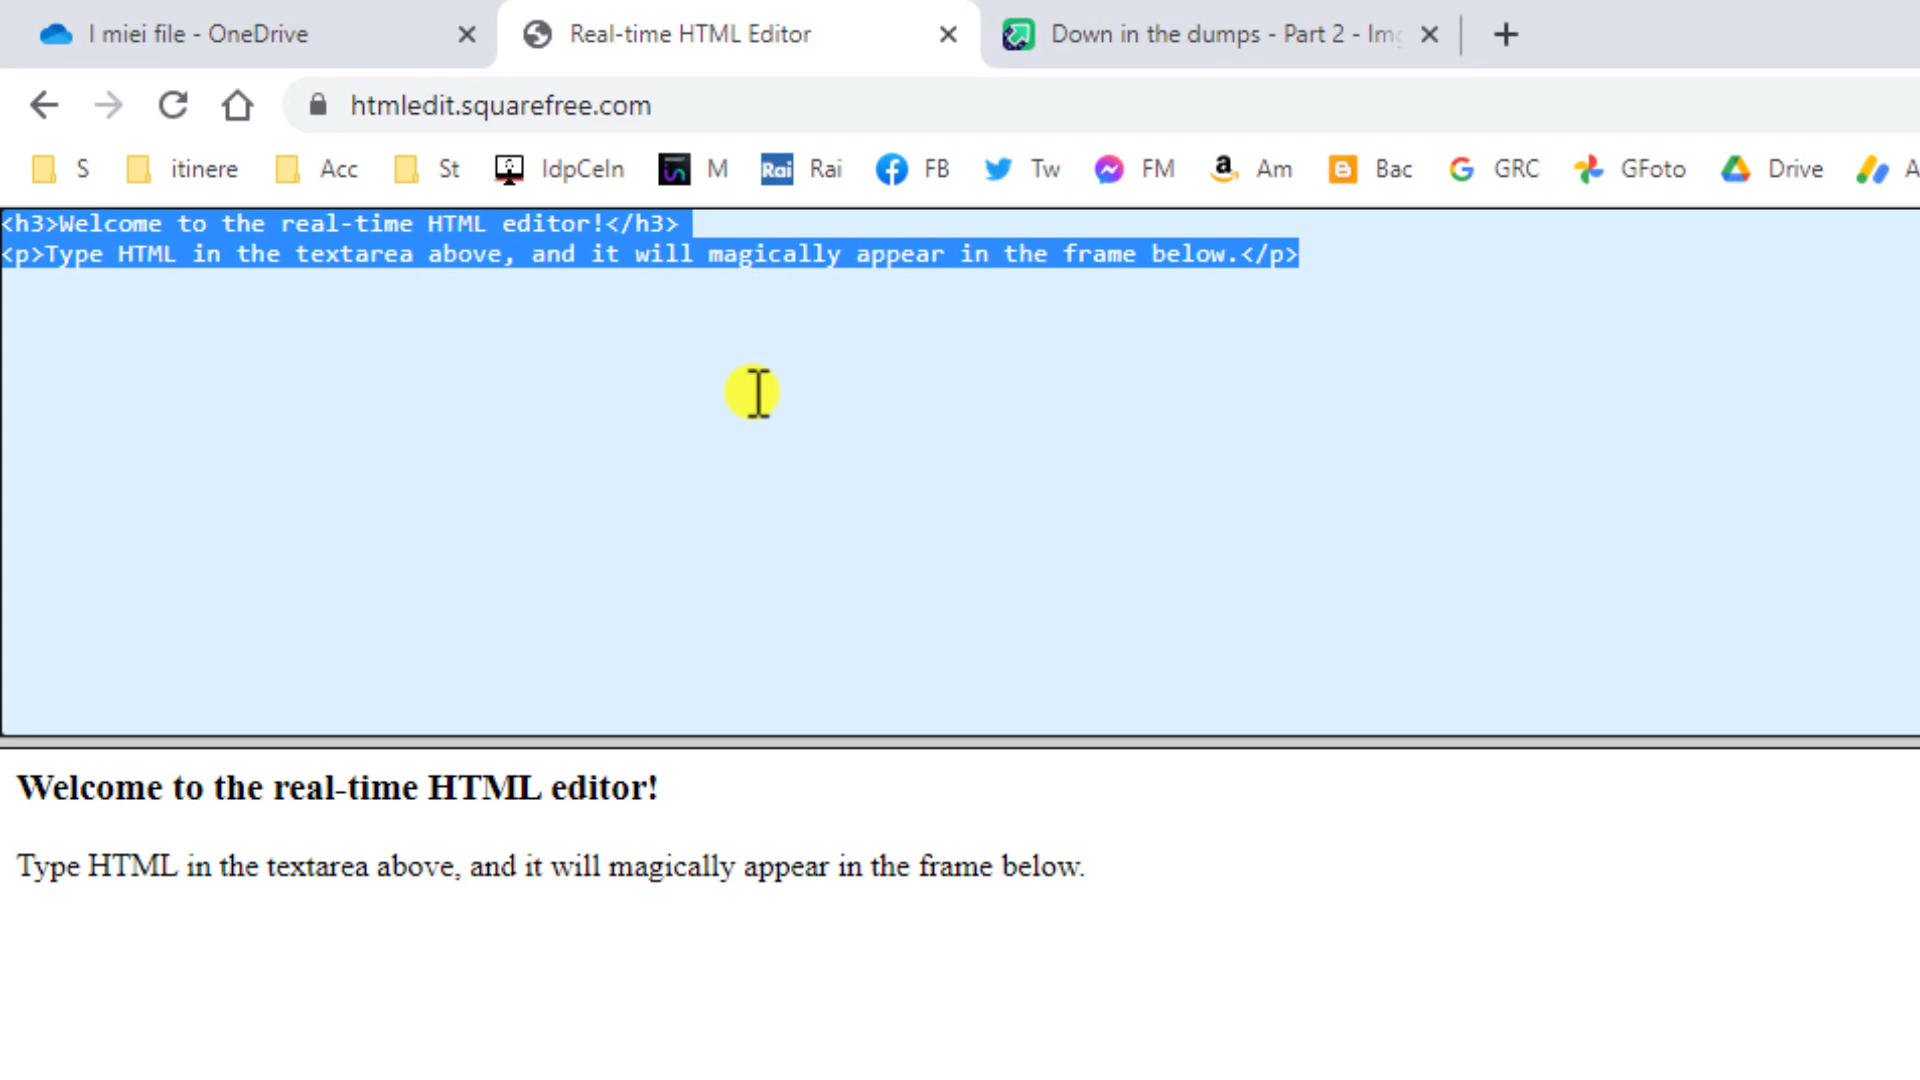 I miei file - OneDrive
Real-time HTML Editor
Down in the dumps - Part 2 - Img
htmledit.squarefree.com
S itinere Acc St IdpCeIn M Rai Rai FB Tw FM a Am Bac G GRC GFoto Drive A
<h3>Welcome to the real-time HTML editor!</h3>
<p>Type HTML in the textarea above, and it will magically appear in the frame below.</p>
Welcome to the real-time HTML editor!
Type HTML in the textarea above, and it will magically appear in the frame below.